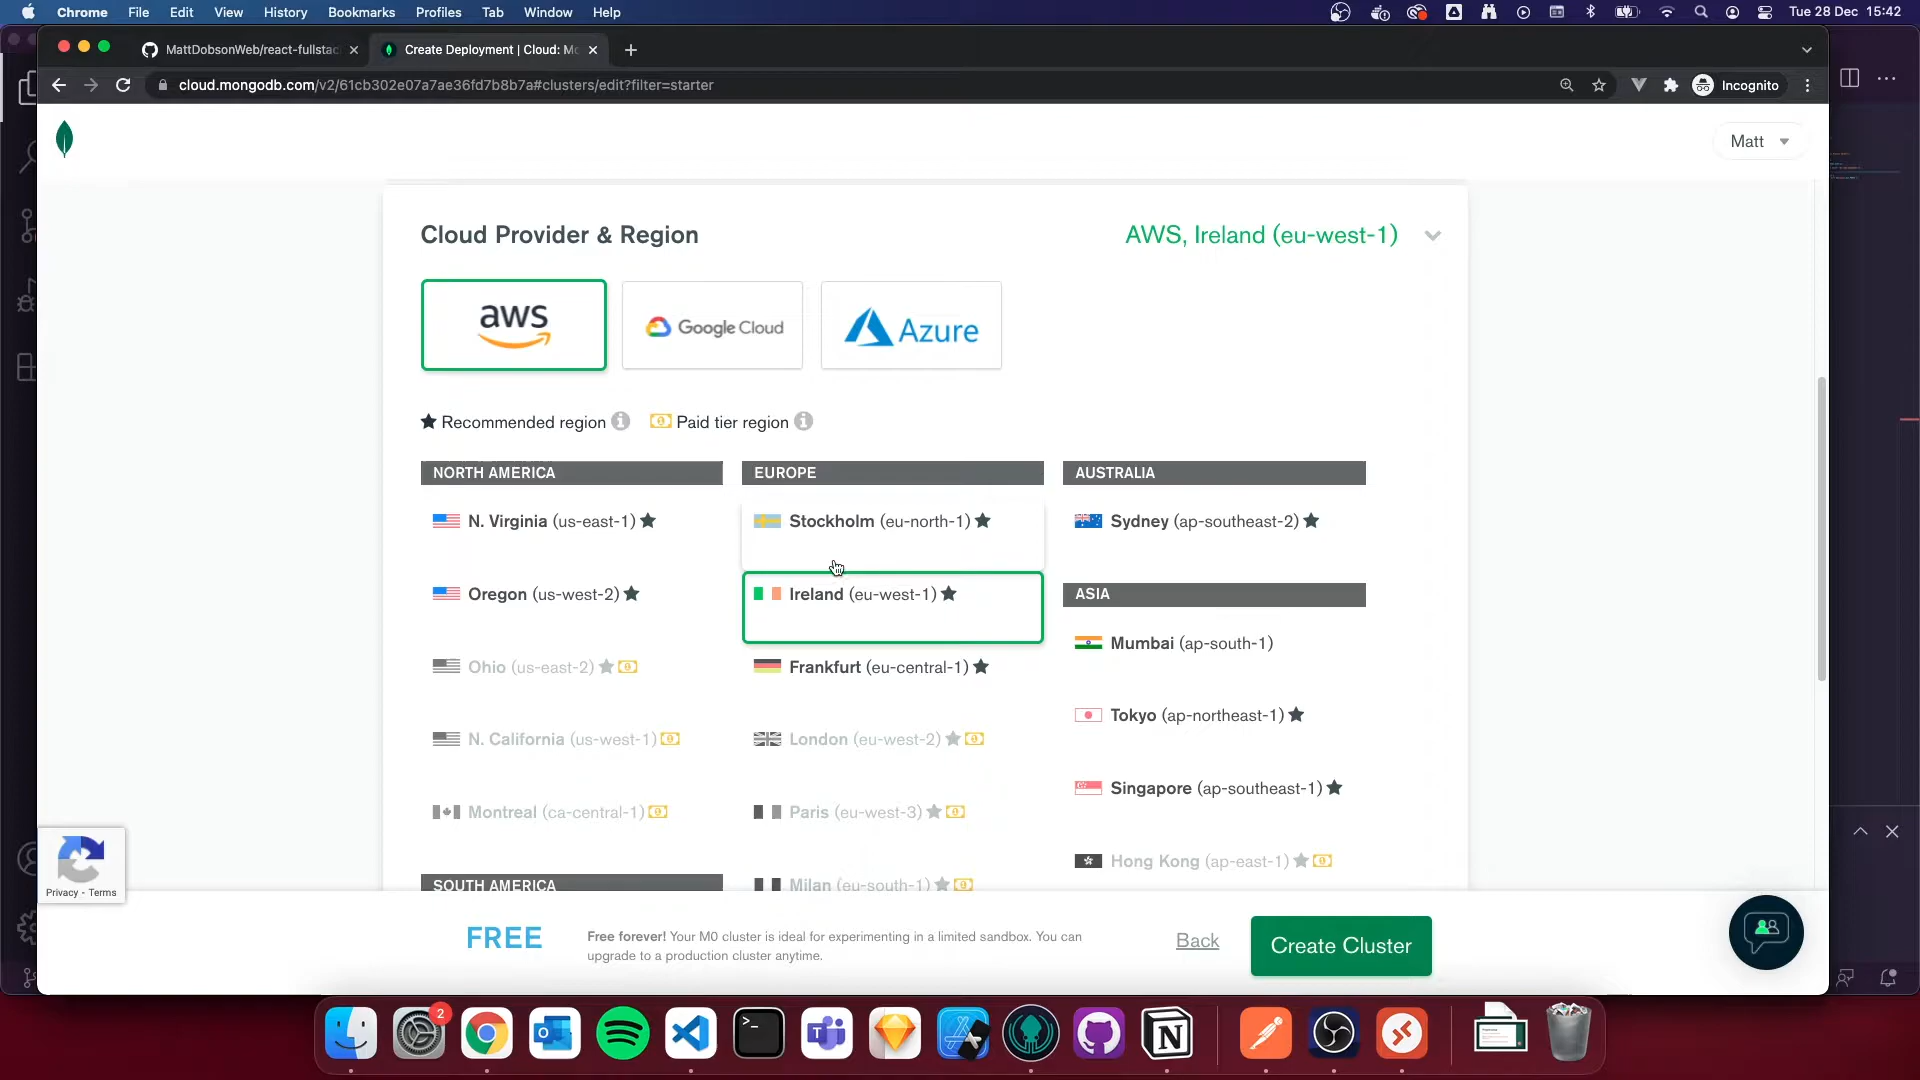 Chrome File Edit View History Bookmarks Profiles Tab Window Help Tue 28 Dec 15:42
MattDobsonWeb/react-fullstac
Create Deployment | Cloud: Mo
cloud.mongodb.com/v2/61cb302e07a7ae36fd7b8b7a#clusters/edit?filter=starter
Incognito
Matt
Cloud Provider & Region
AWS, Ireland (eu-west-1)
aws
Google Cloud
Azure
Recommended region
Paid tier region
NORTH AMERICA
N. Virginia (us-east-1)
Oregon (us-west-2)
Ohio (us-east-2)
N. California (us-west-1)
Montreal (ca-central-1)
SOUTH AMERICA
EUROPE
Stockholm (eu-north-1)
Ireland (eu-west-1)
Frankfurt (eu-central-1)
London (eu-west-2)
Paris (eu-west-3)
Milan (eu-south-1)
AUSTRALIA
Sydney (ap-southeast-2)
ASIA
Mumbai (ap-south-1)
Tokyo (ap-northeast-1)
Singapore (ap-southeast-1)
Hong Kong (ap-east-1)
Privacy - Terms
FREE
Free forever! Your M0 cluster is ideal for experimenting in a limited sandbox. You can
upgrade to a production cluster anytime.
Back
Create Cluster
2